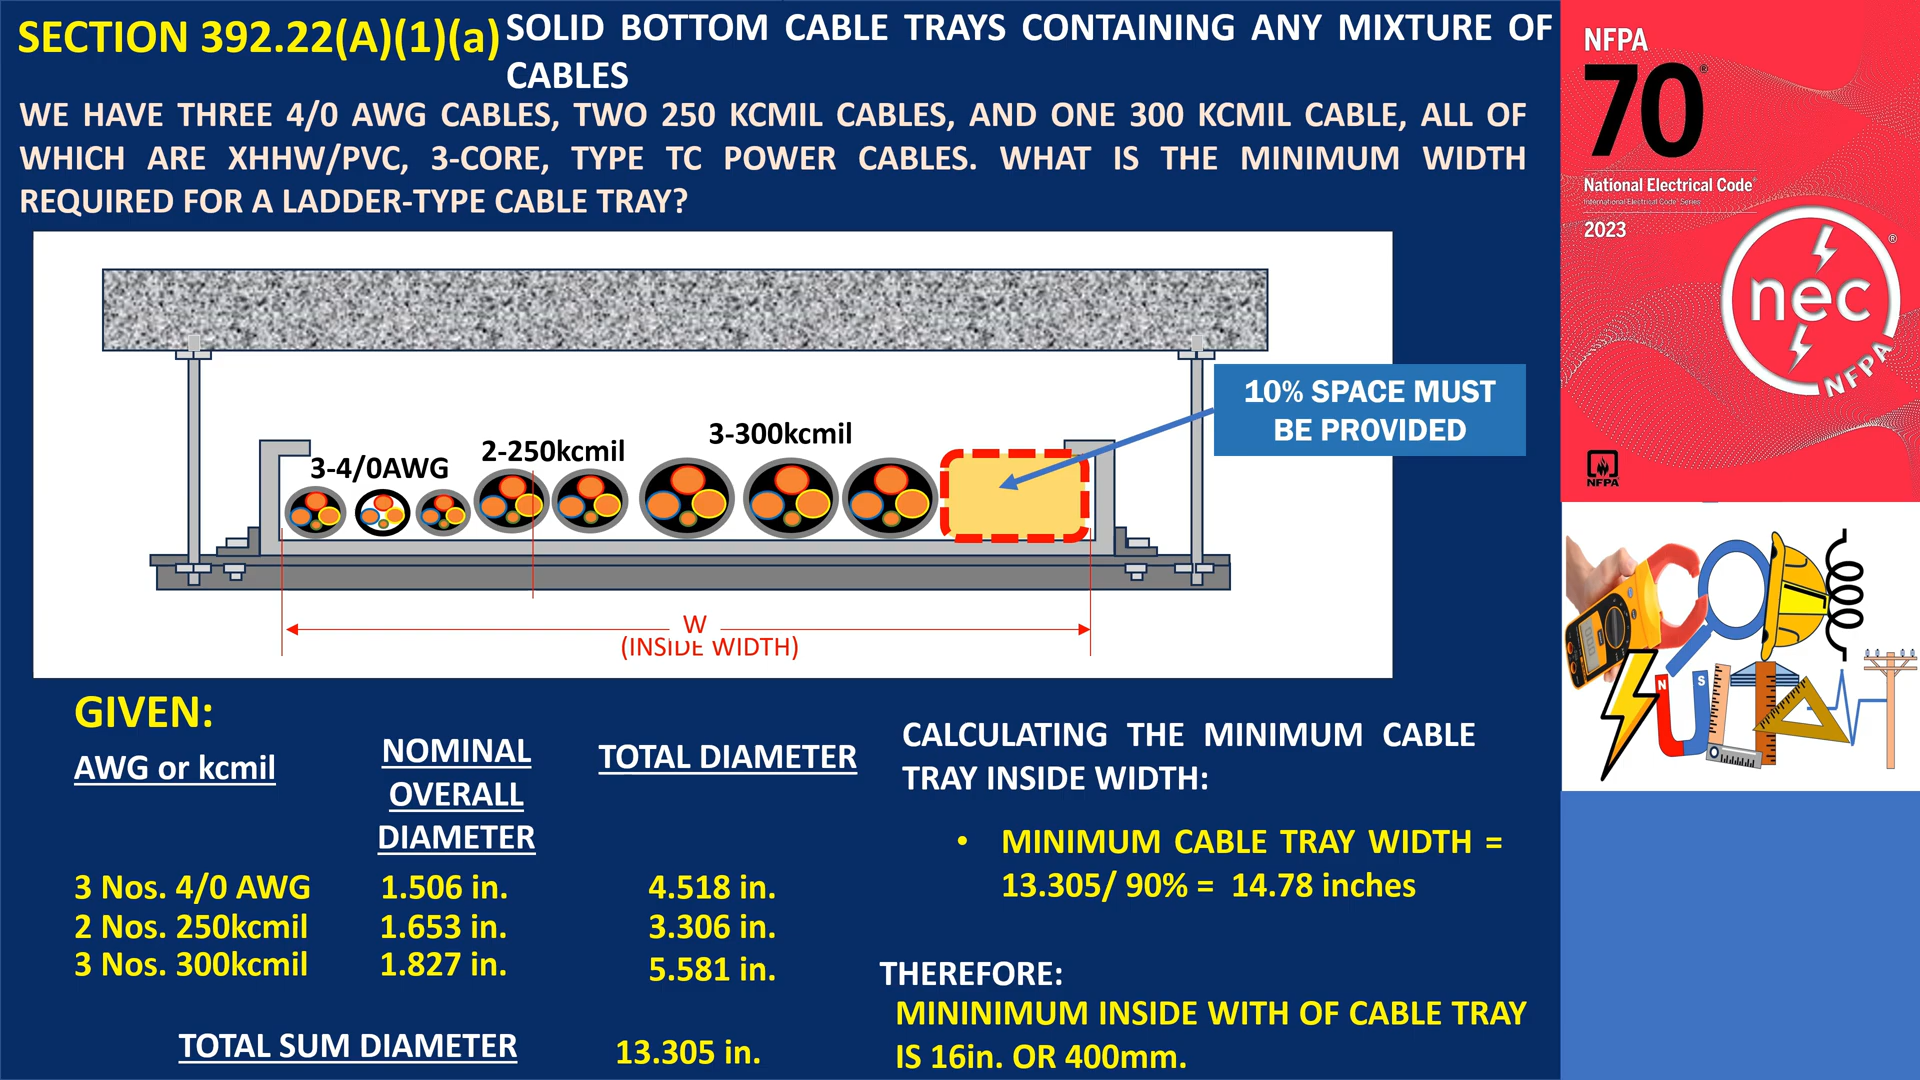 SECTION 392.22(A)(1)(a)
SOLID BOTTOM CABLE TRAYS CONTAINING ANY MIXTURE OF
CABLES
WE HAVE THREE 4/0 AWG CABLES, TWO 250 KCMIL CABLES, AND ONE 300 KCMIL CABLE, ALL OF
WHICH ARE XHHW/PVC, 3-CORE, TYPE TC POWER CABLES. WHAT IS THE MINIMUM WIDTH
REQUIRED FOR A LADDER-TYPE CABLE TRAY?
10% SPACE MUST
BE PROVIDED
3-4/0AWG
2-250kcmil
3-300kcmil
W
(INSIDE WIDTH)
GIVEN:
AWG or kcmil
NOMINAL
OVERALL
DIAMETER
TOTAL DIAMETER
3 Nos. 4/0 AWG 1.506 in. 4.518 in.
2 Nos. 250kcmil 1.653 in. 3.306 in.
3 Nos. 300kcmil 1.827 in. 5.581 in.
TOTAL SUM DIAMETER 13.305 in.
CALCULATING THE MINIMUM CABLE
TRAY INSIDE WIDTH:
• MINIMUM CABLE TRAY WIDTH =
13.305/ 90% = 14.78 inches
THEREFORE:
MININIMUM INSIDE WITH OF CABLE TRAY
IS 16in. OR 400mm.
NFPA
70®
National Electrical Code®
International Electrical Code® Series
2023
nec®
NFPA
NFPA
N S